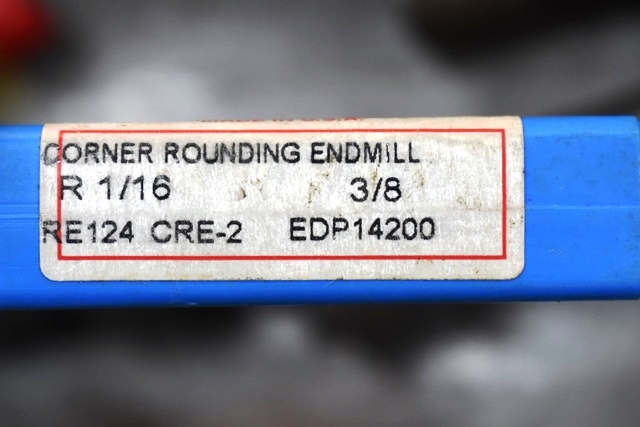 CORNER ROUNDING ENDMILL
R 1/16 3/8
RE124 CRE-2 EDP14200